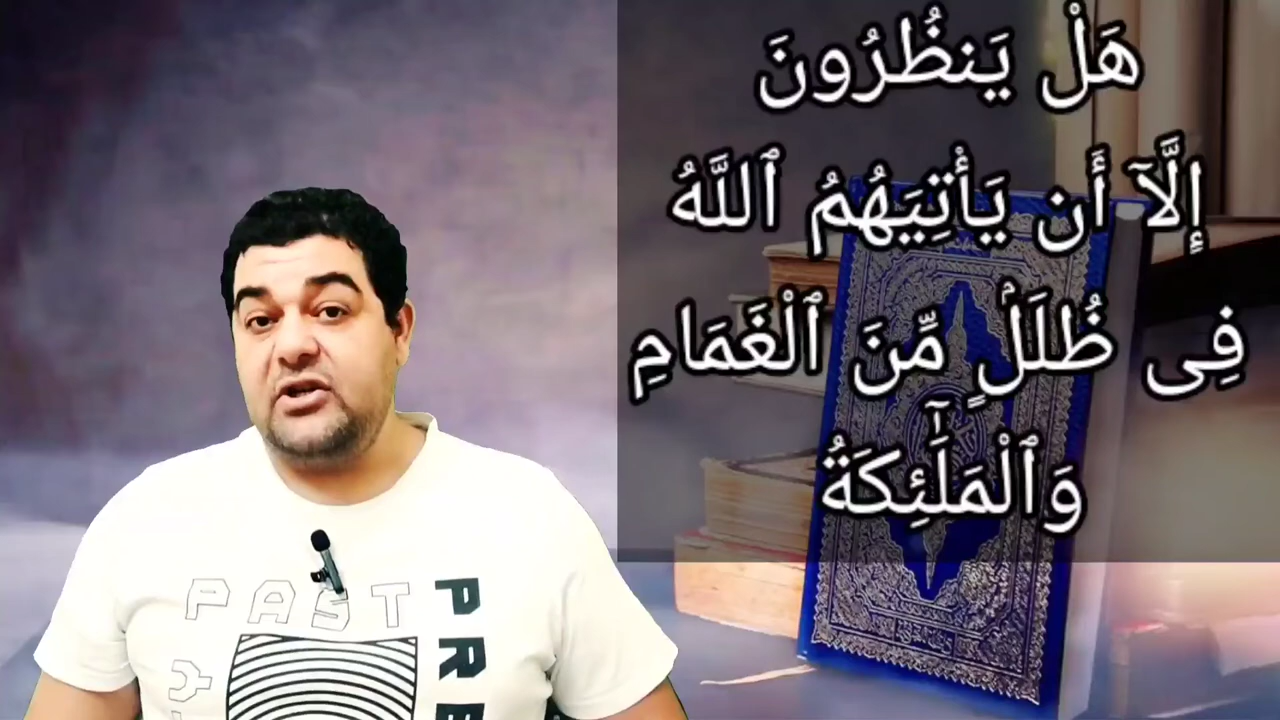 هَلْ يَنظُرُونَ
إِلَّآ أَن يَأْتِيَهُمُ ٱللَّهُ
فِى ظُلَلٍۢ مِّنَ ٱلْغَمَامِ
وَٱلْمَلَٰٓئِكَةُ
PAST
PRE